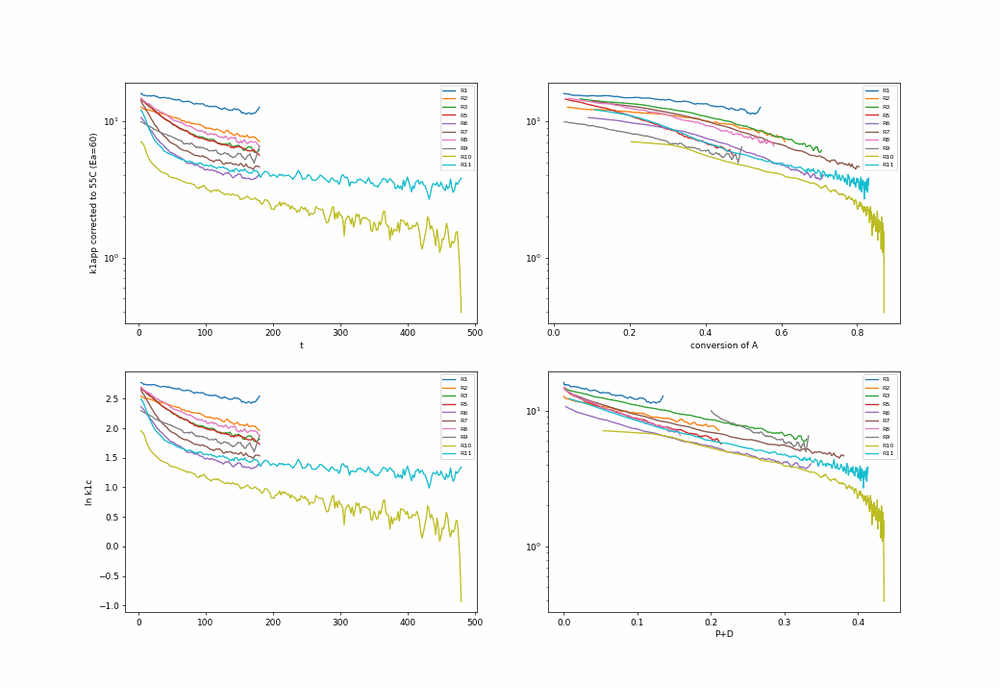 k1app corrected to 55C (Ea=60)
10¹
10⁰
0
100
200
300
400
500
t
R1
R2
R3
R5
R6
R7
R8
R9
R10
R11
10¹
10⁰
0.0
0.2
0.4
0.6
0.8
conversion of A
R1
R2
R3
R5
R6
R7
R8
R9
R10
R11
ln k1c
2.5
2.0
1.5
1.0
0.5
0.0
−0.5
−1.0
0
100
200
300
400
500
R1
R2
R3
R5
R6
R7
R8
R9
R10
R11
10¹
10⁰
0.0
0.1
0.2
0.3
0.4
P+D
R1
R2
R3
R5
R6
R7
R8
R9
R10
R11